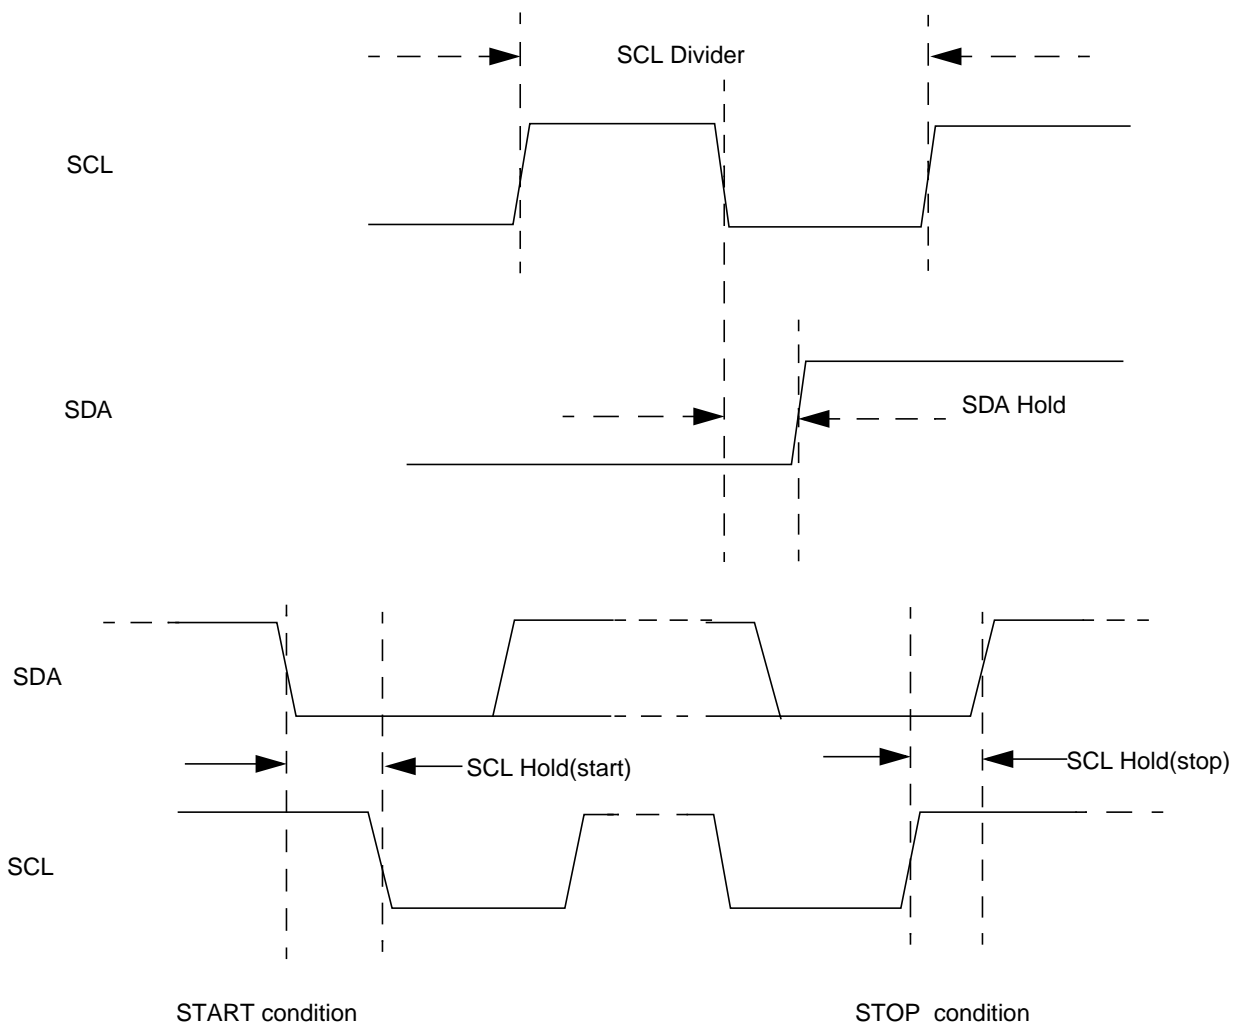 SCL Divider
SCL
SDA
SDA Hold
SDA
SCL Hold(start)
SCL Hold(stop)
SCL
START condition
STOP condition